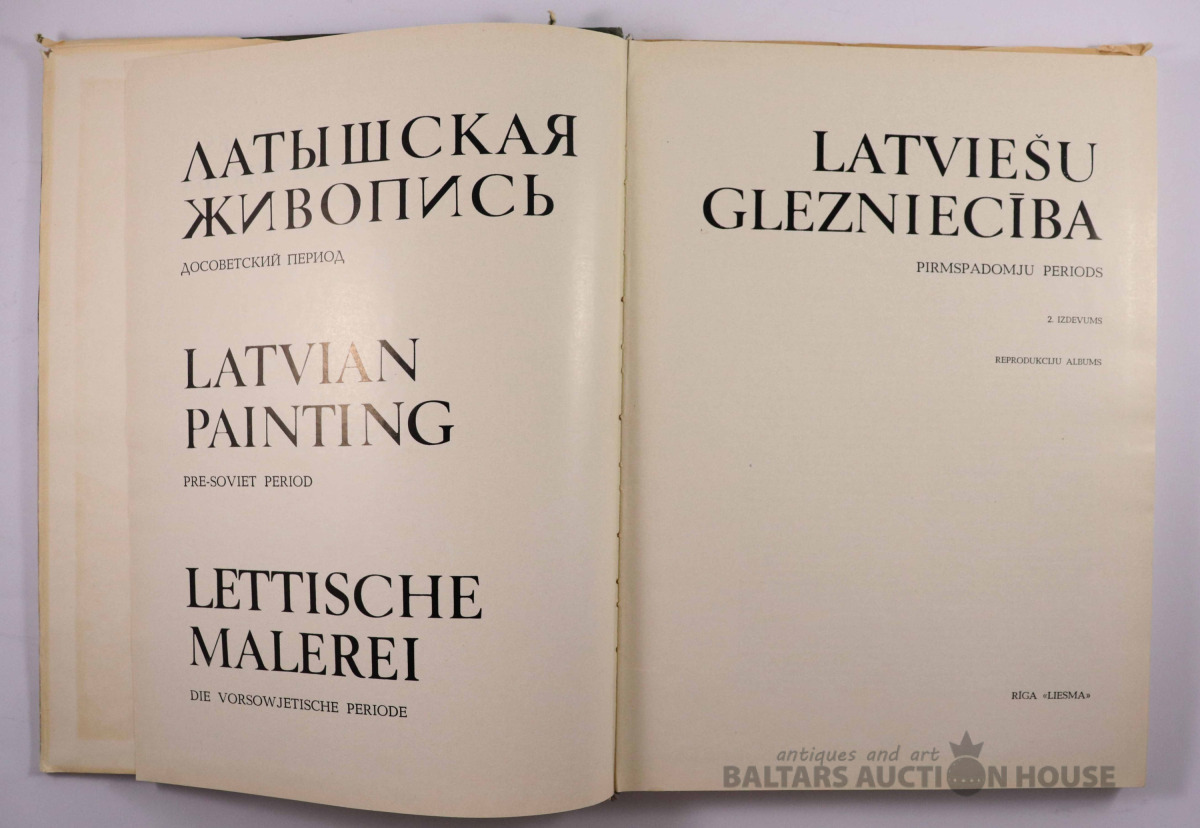 ЛАТЫШСКАЯ
ЖИВОПИСЬ
ДОСОВЕТСКИЙ ПЕРИОД
LATVIAN
PAINTING
PRE-SOVIET PERIOD
LETTISCHE
MALEREI
DIE VORSOWJETISCHE PERIODE
LATVIEŠU
GLEZNIECĪBA
PIRMSPADOMJU PERIODS
2. IZDEVUMS
REPRODUKCIJU ALBUMS
RĪGA «LIESMA»
antiques and art
BALTARS AUCTION HOUSE